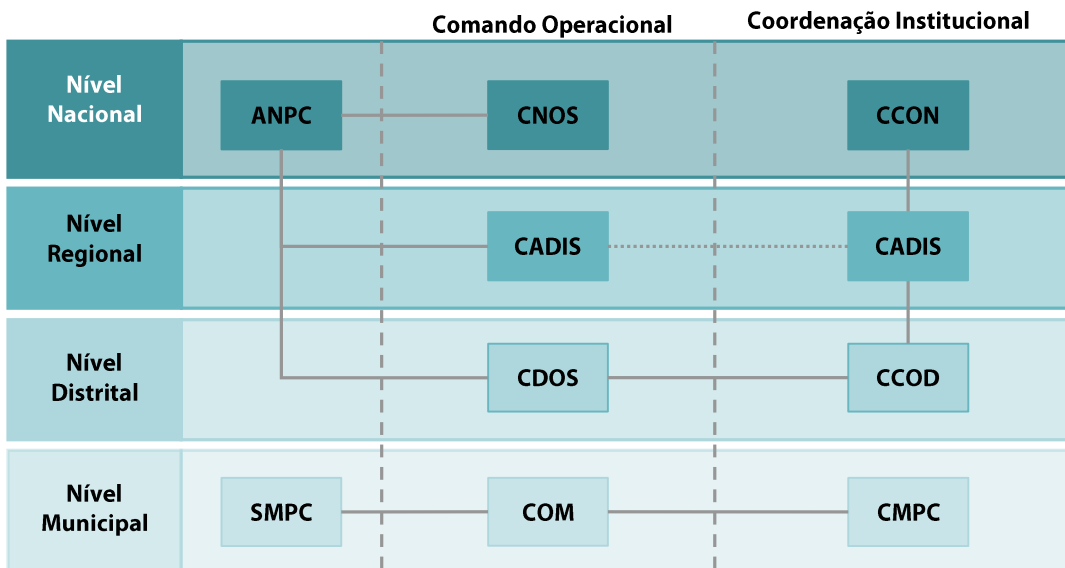 Comando Operacional
Coordenação Institucional
Nível
Nacional
ANPC
CNOS
CCON
Nível
Regional
CADIS
CADIS
Nível
Distrital
CDOS
CCOD
Nível
Municipal
SMPC
COM
CMPC